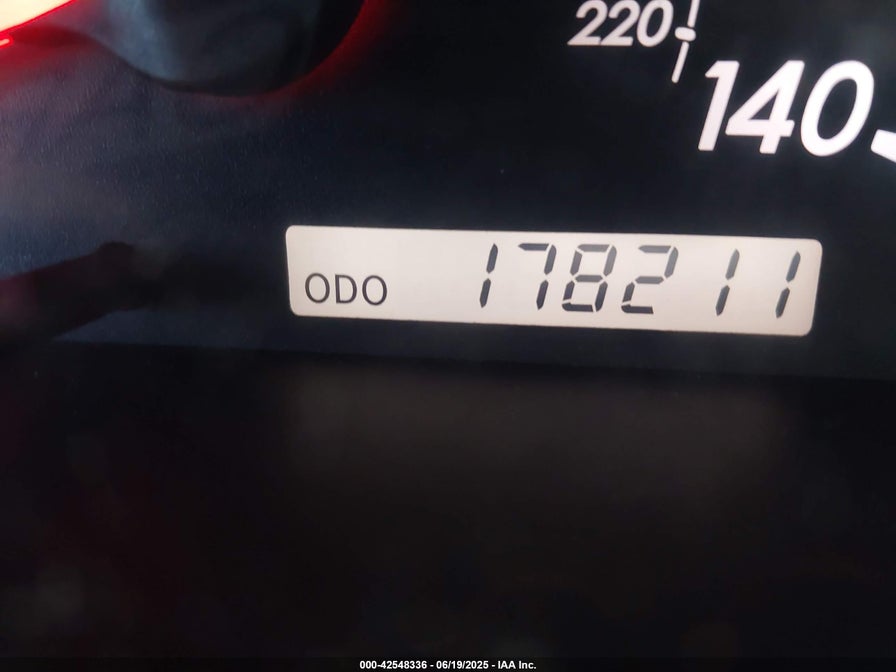 220
140
ODO 178211
000-42548336 - 06/19/2025 - IAA Inc.